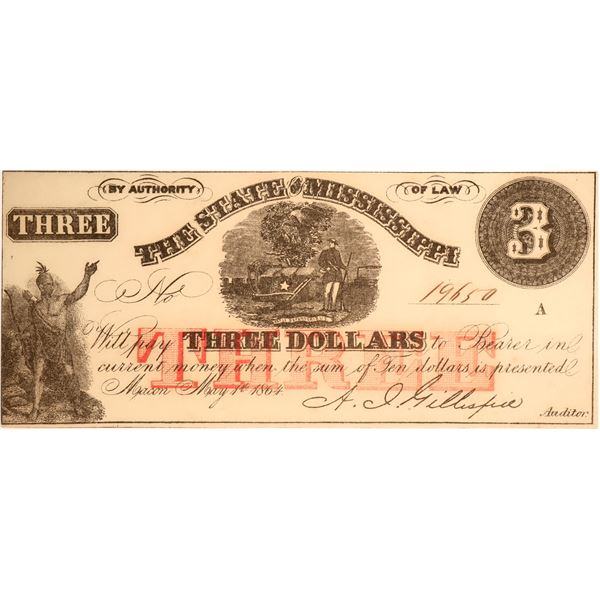 BY AUTHORITY OF LAW
THE STATE OF MISSISSIPPI
THREE
3
No 19650
A
Will pay THREE DOLLARS to Bearer in
THREE
current money when the sum of Ten dollars is presented
Macon May 1st 1864
A. J. Gillespie
Auditor